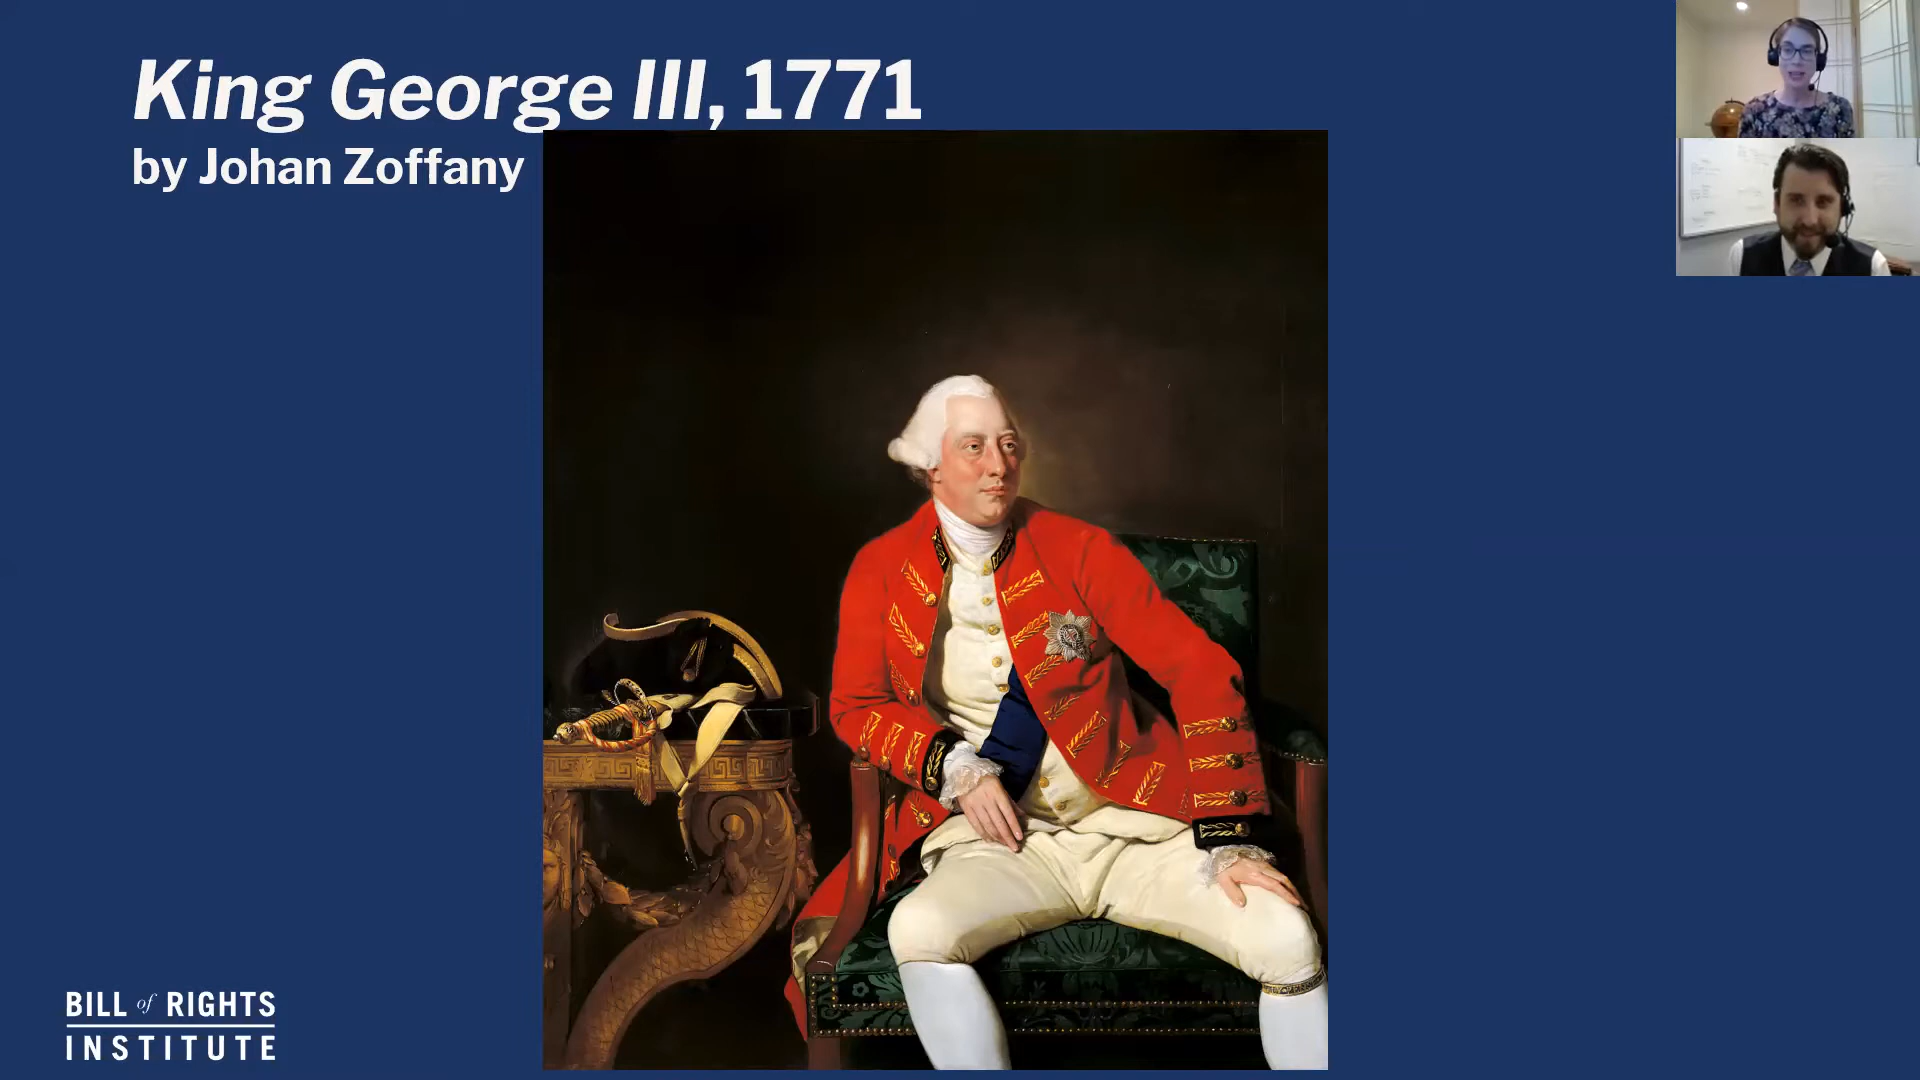 King George III, 1771
by Johan Zoffany
BILL of RIGHTS
INSTITUTE